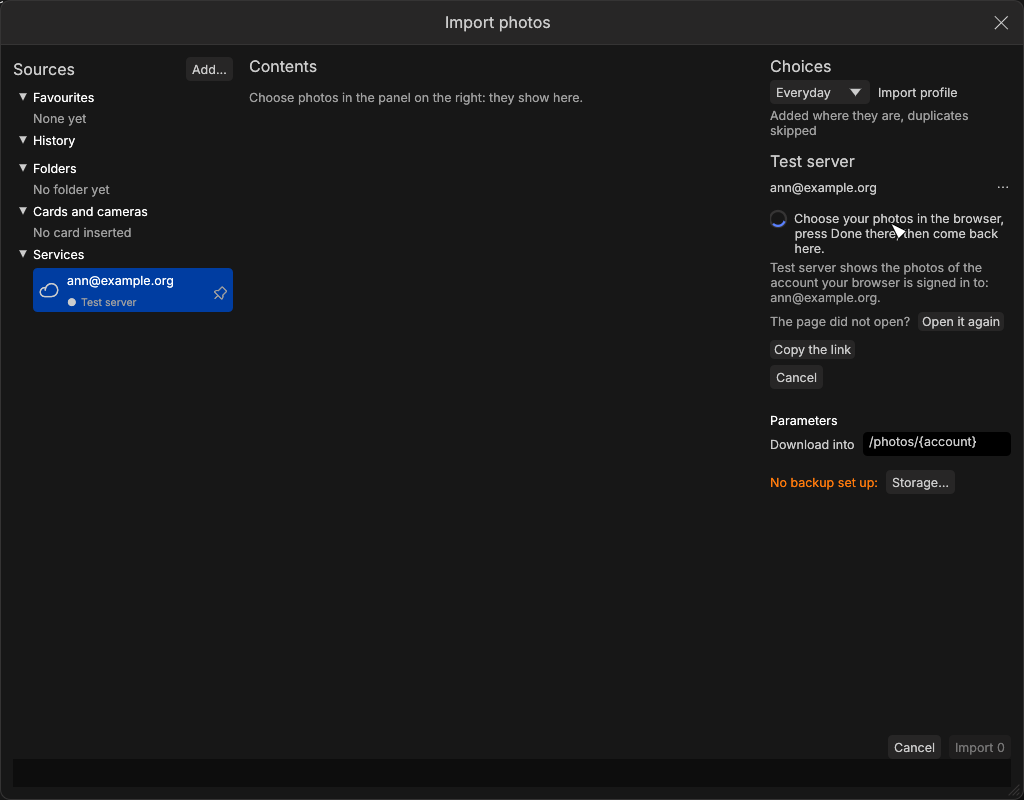 Import photos
Sources
Add...
Favourites
None yet
History
Folders
No folder yet
Cards and cameras
No card inserted
Services
ann@example.org
Test server
Contents
Choose photos in the panel on the right: they show here.
Choices
Everyday
Import profile
Added where they are, duplicates
skipped
Test server
ann@example.org
...
Choose your photos in the browser,
press Done there, then come back
here.
Test server shows the photos of the
account your browser is signed in to:
ann@example.org.
The page did not open?
Open it again
Copy the link
Cancel
Parameters
Download into
/photos/{account}
No backup set up:
Storage...
Cancel
Import 0